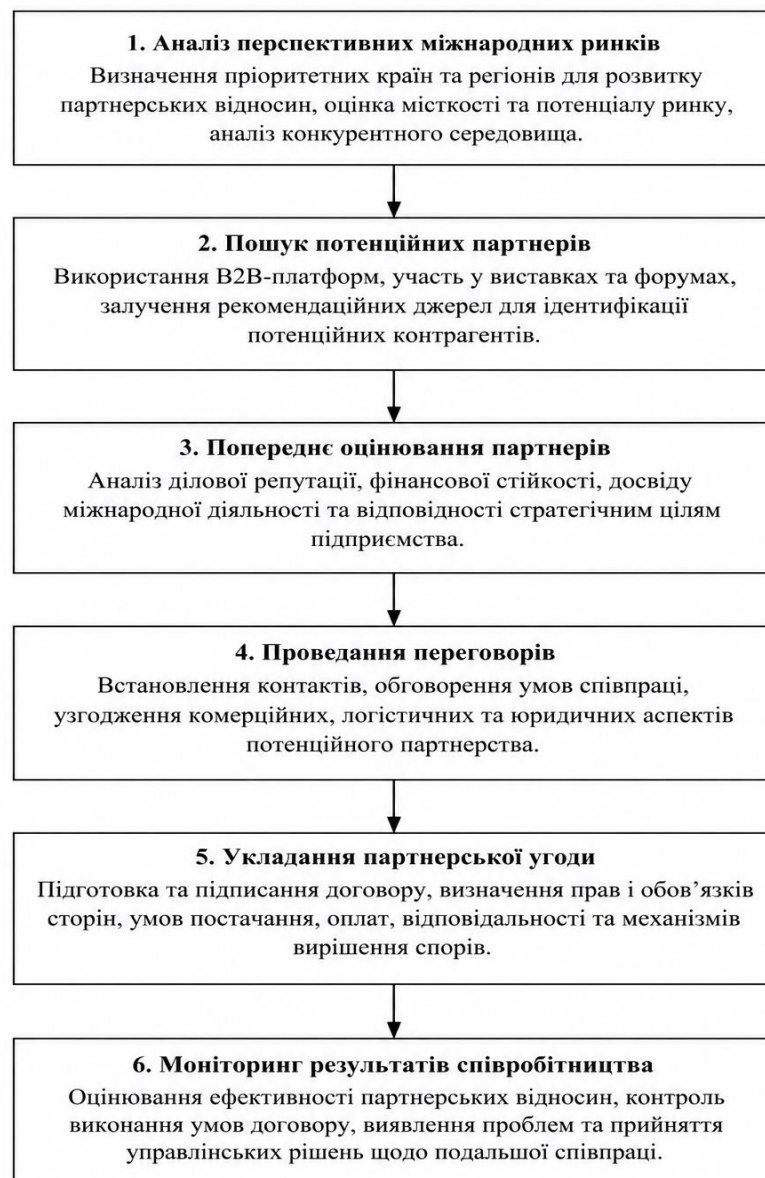 1. Аналіз перспективних міжнародних ринків
Визначення пріоритетних країн та регіонів для розвитку
партнерських відносин, оцінка місткості та потенціалу ринку,
аналіз конкурентного середовища.
2. Пошук потенційних партнерів
Використання B2B-платформ, участь у виставках та форумах,
залучення рекомендаційних джерел для ідентифікації
потенційних контрагентів.
3. Попереднє оцінювання партнерів
Аналіз ділової репутації, фінансової стійкості, досвіду
міжнародної діяльності та відповідності стратегічним цілям
підприємства.
4. Проведання переговорів
Встановлення контактів, обговорення умов співпраці,
узгодження комерційних, логістичних та юридичних аспектів
потенційного партнерства.
5. Укладання партнерської угоди
Підготовка та підписання договору, визначення прав і обов’язків
сторін, умов постачання, оплат, відповідальності та механізмів
вирішення спорів.
6. Моніторинг результатів співробітництва
Оцінювання ефективності партнерських відносин, контроль
виконання умов договору, виявлення проблем та прийняття
управлінських рішень щодо подальшої співпраці.